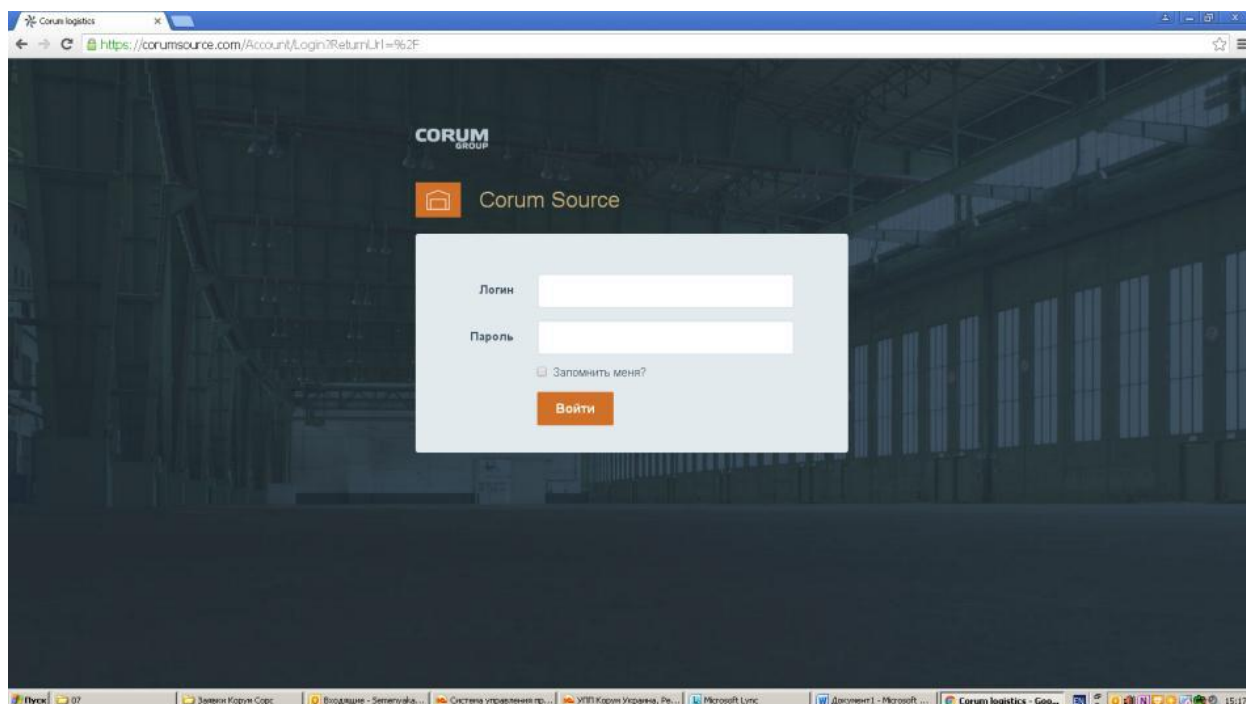 Corum logistics
https://corumsource.com/Account/Login?ReturnUrl=%2F
CORUM
GROUP
Corum Source
Логин
Пароль
Запомнить меня?
Войти
Пуск
07
Заявки Корум Сорс
Входящие - Semenyaka...
Система управления пр...
УПП Корум Украина, Ре...
Microsoft Lync
Документ1 - Microsoft ...
Corum logistics - Goo...
EN
15:17